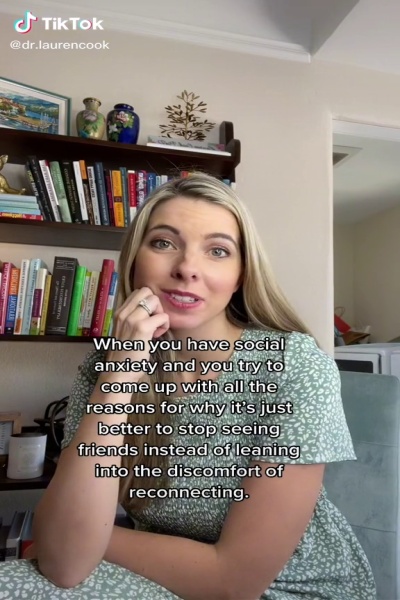 TikTok
@dr.laurencook
When you have social
anxiety and you try to
come up with all the
reasons for why it's just
better to stop seeing
friends instead of leaning
into the discomfort of
reconnecting.